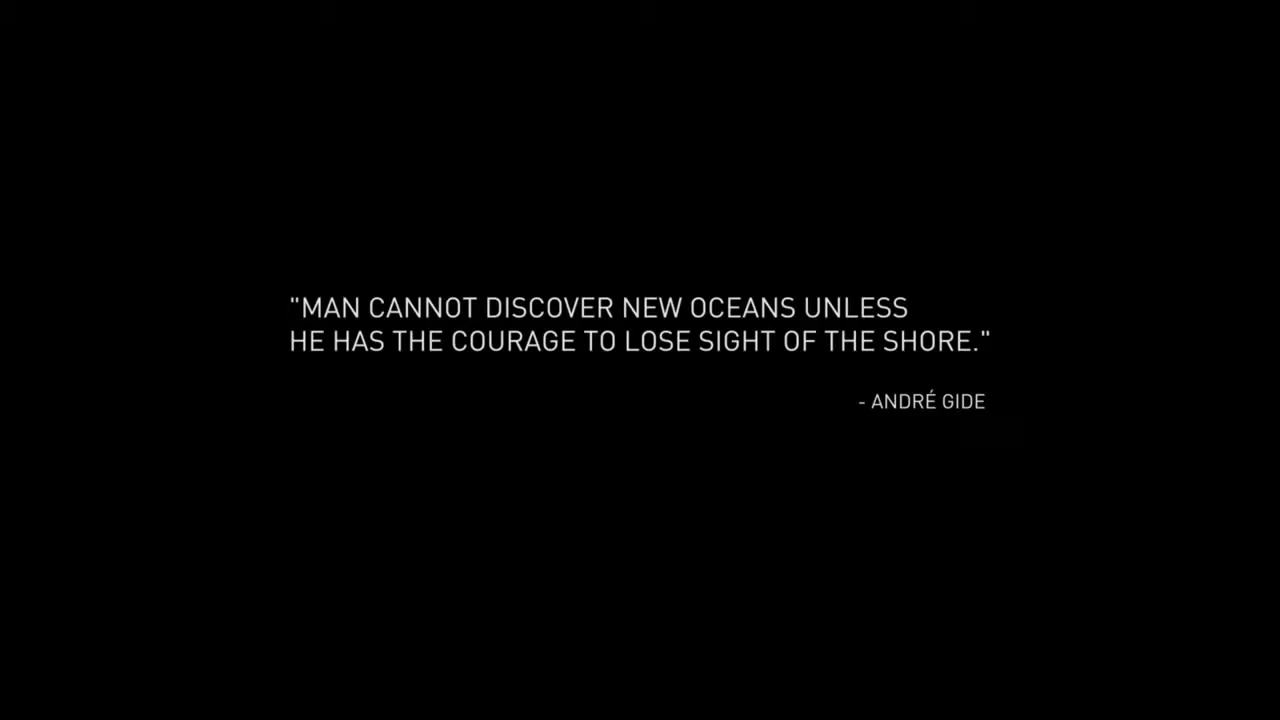 "MAN CANNOT DISCOVER NEW OCEANS UNLESS
HE HAS THE COURAGE TO LOSE SIGHT OF THE SHORE."
- ANDRÉ GIDE